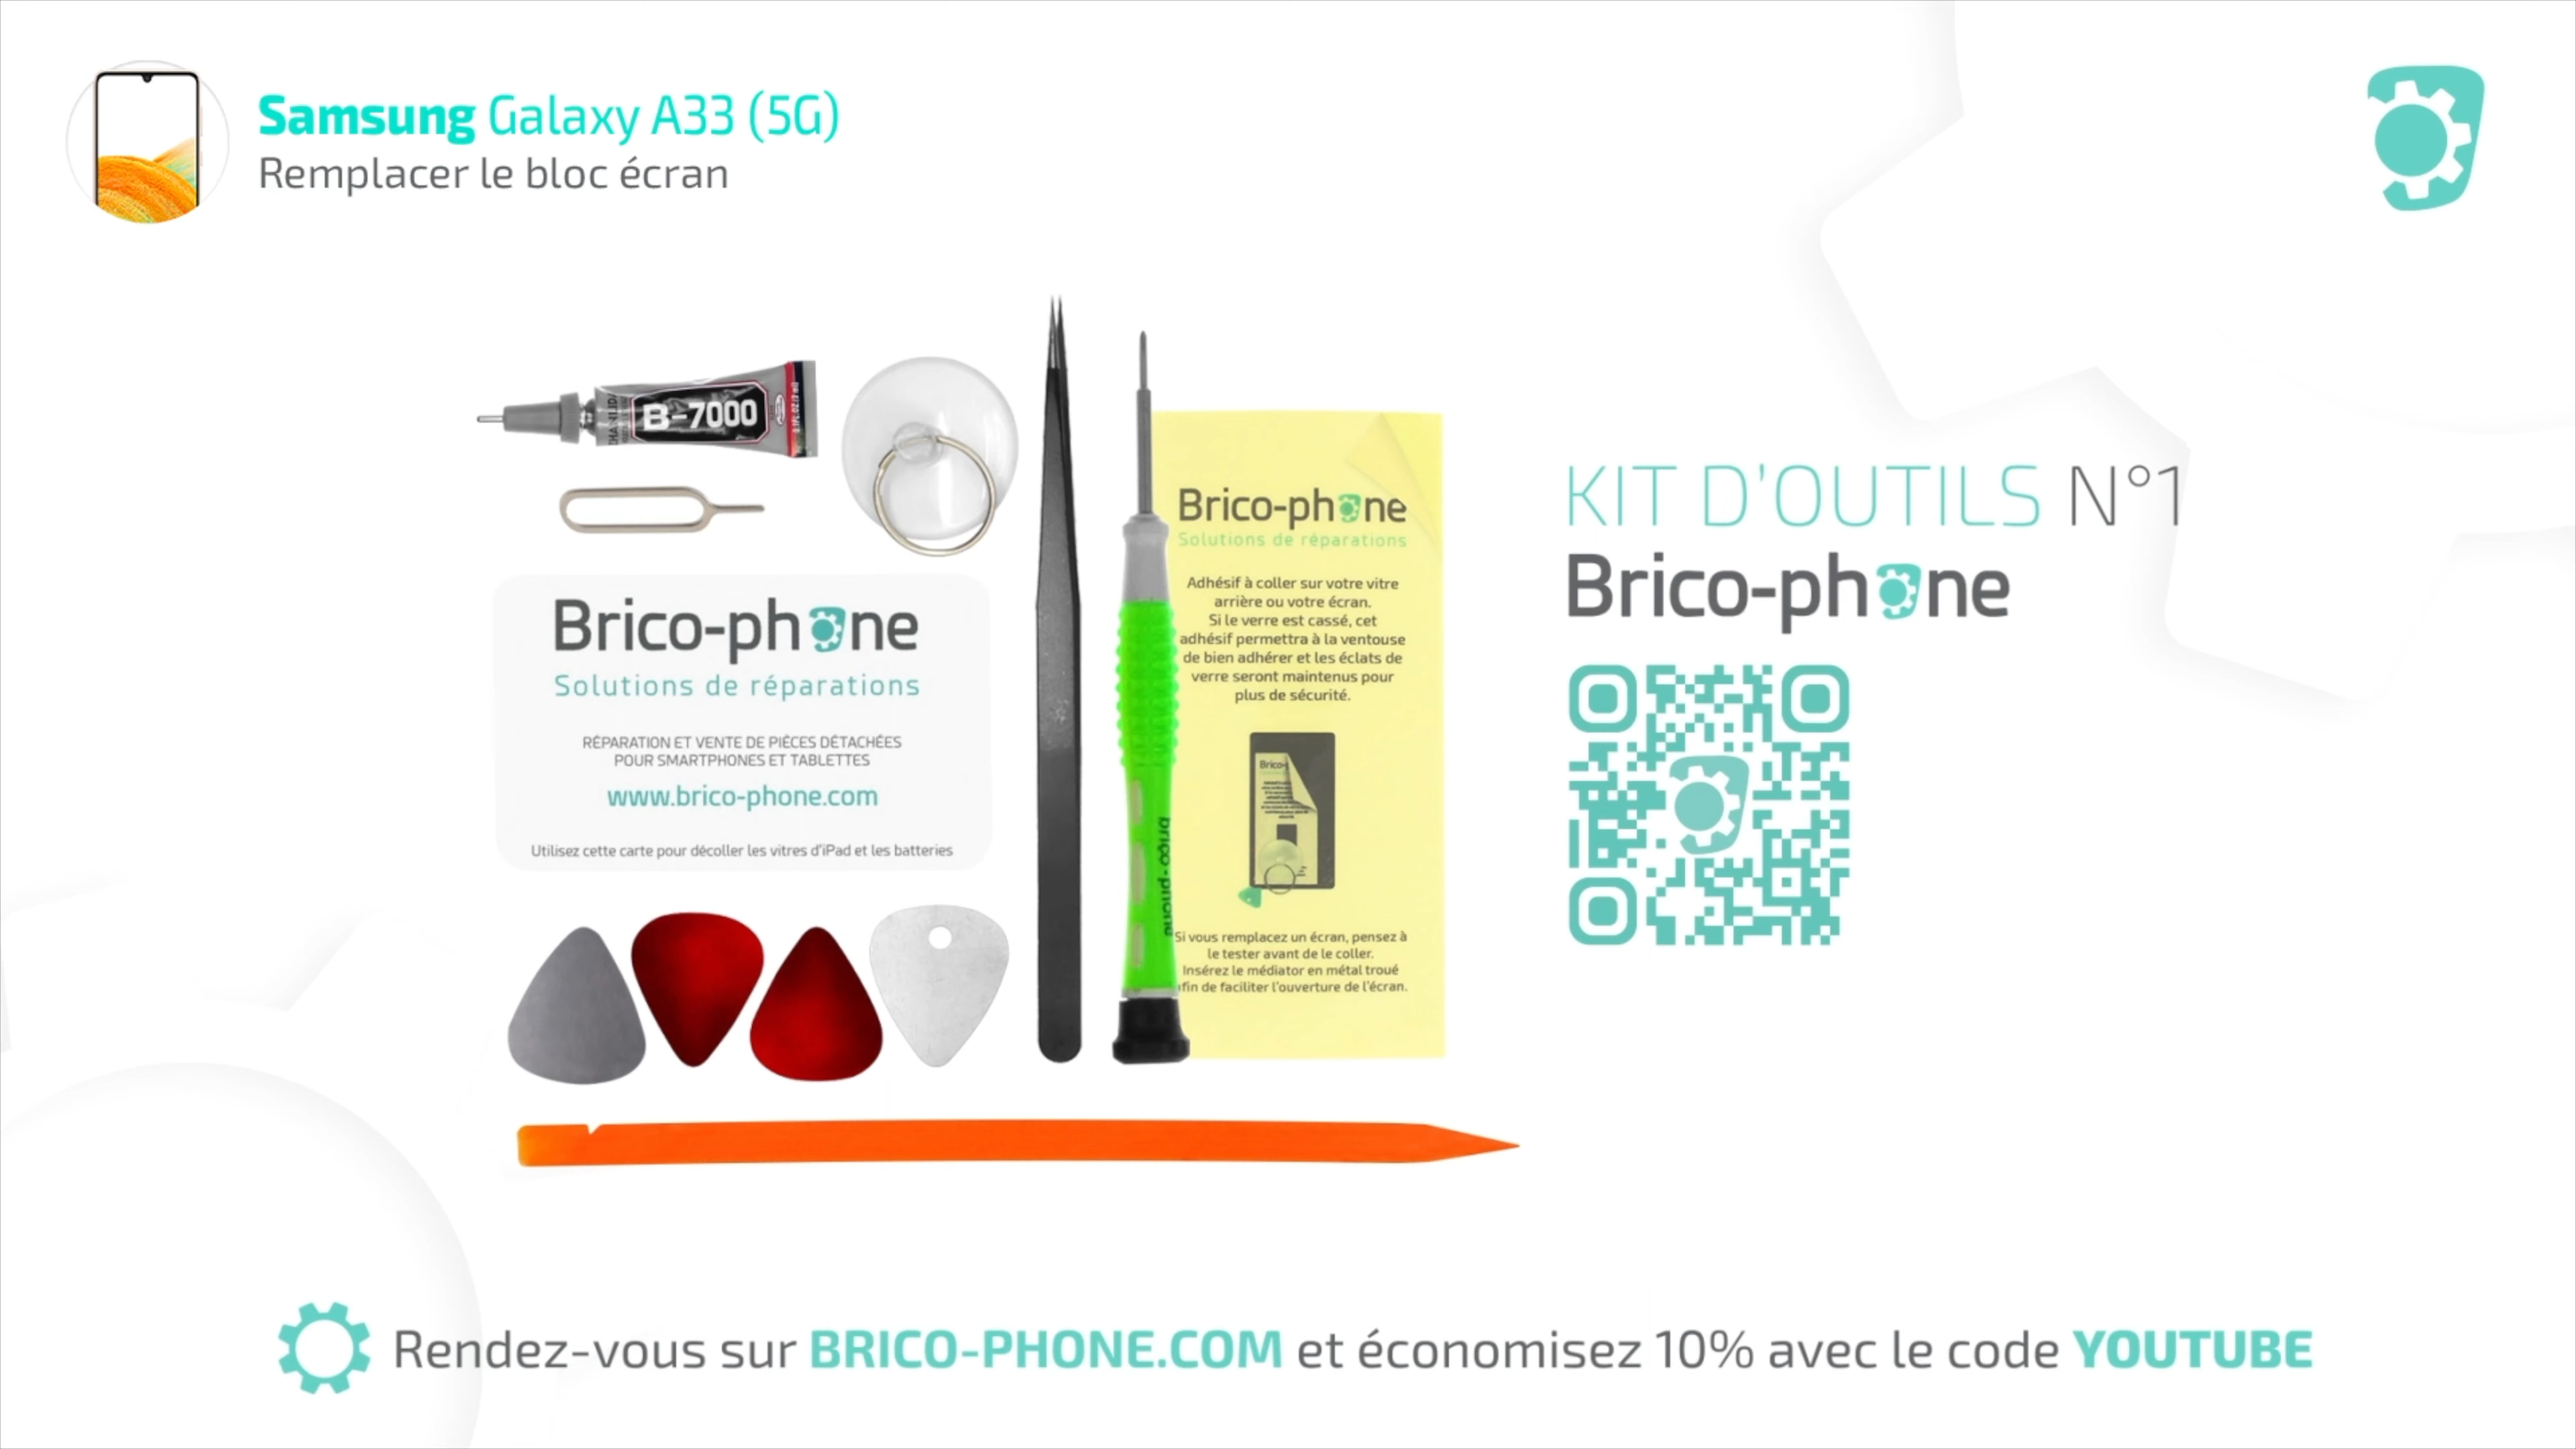 Samsung Galaxy A33 (5G)
Remplacer le bloc écran
B-7000
Brico-phone
Solutions de réparations
RÉPARATION ET VENTE DE PIÈCES DÉTACHÉES
POUR SMARTPHONES ET TABLETTES
www.brico-phone.com
Utilisez cette carte pour décoller les vitres d'iPad et les batteries
brico-phone
Brico-phone
Solutions de réparations
Adhésif à coller sur votre vitre
arrière ou votre écran.
Si le verre est cassé, cet
adhésif permettra à la ventouse
de bien adhérer et les éclats de
verre seront maintenus pour
plus de sécurité.
Brico-
Si vous remplacez un écran, pensez à
le tester avant de le coller.
Insérez le médiator en métal troué
afin de faciliter l'ouverture de l'écran.
KIT D'OUTILS N°1
Brico-phone
Rendez-vous sur BRICO-PHONE.COM et économisez 10% avec le code YOUTUBE